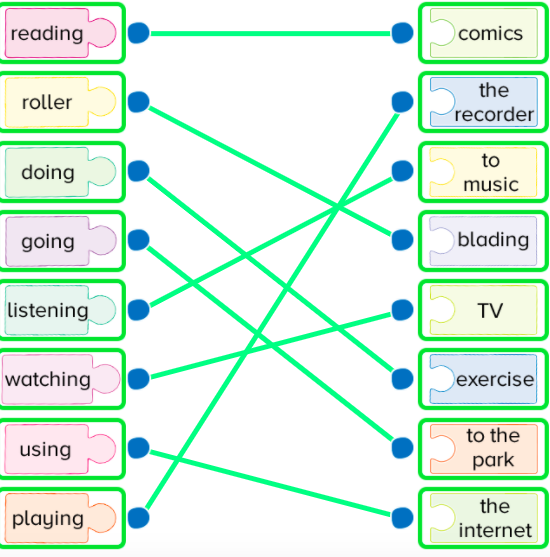 reading
comics
roller
the
recorder
doing
to
music
going
blading
listening
TV
watching
exercise
using
to the
park
playing
the
internet